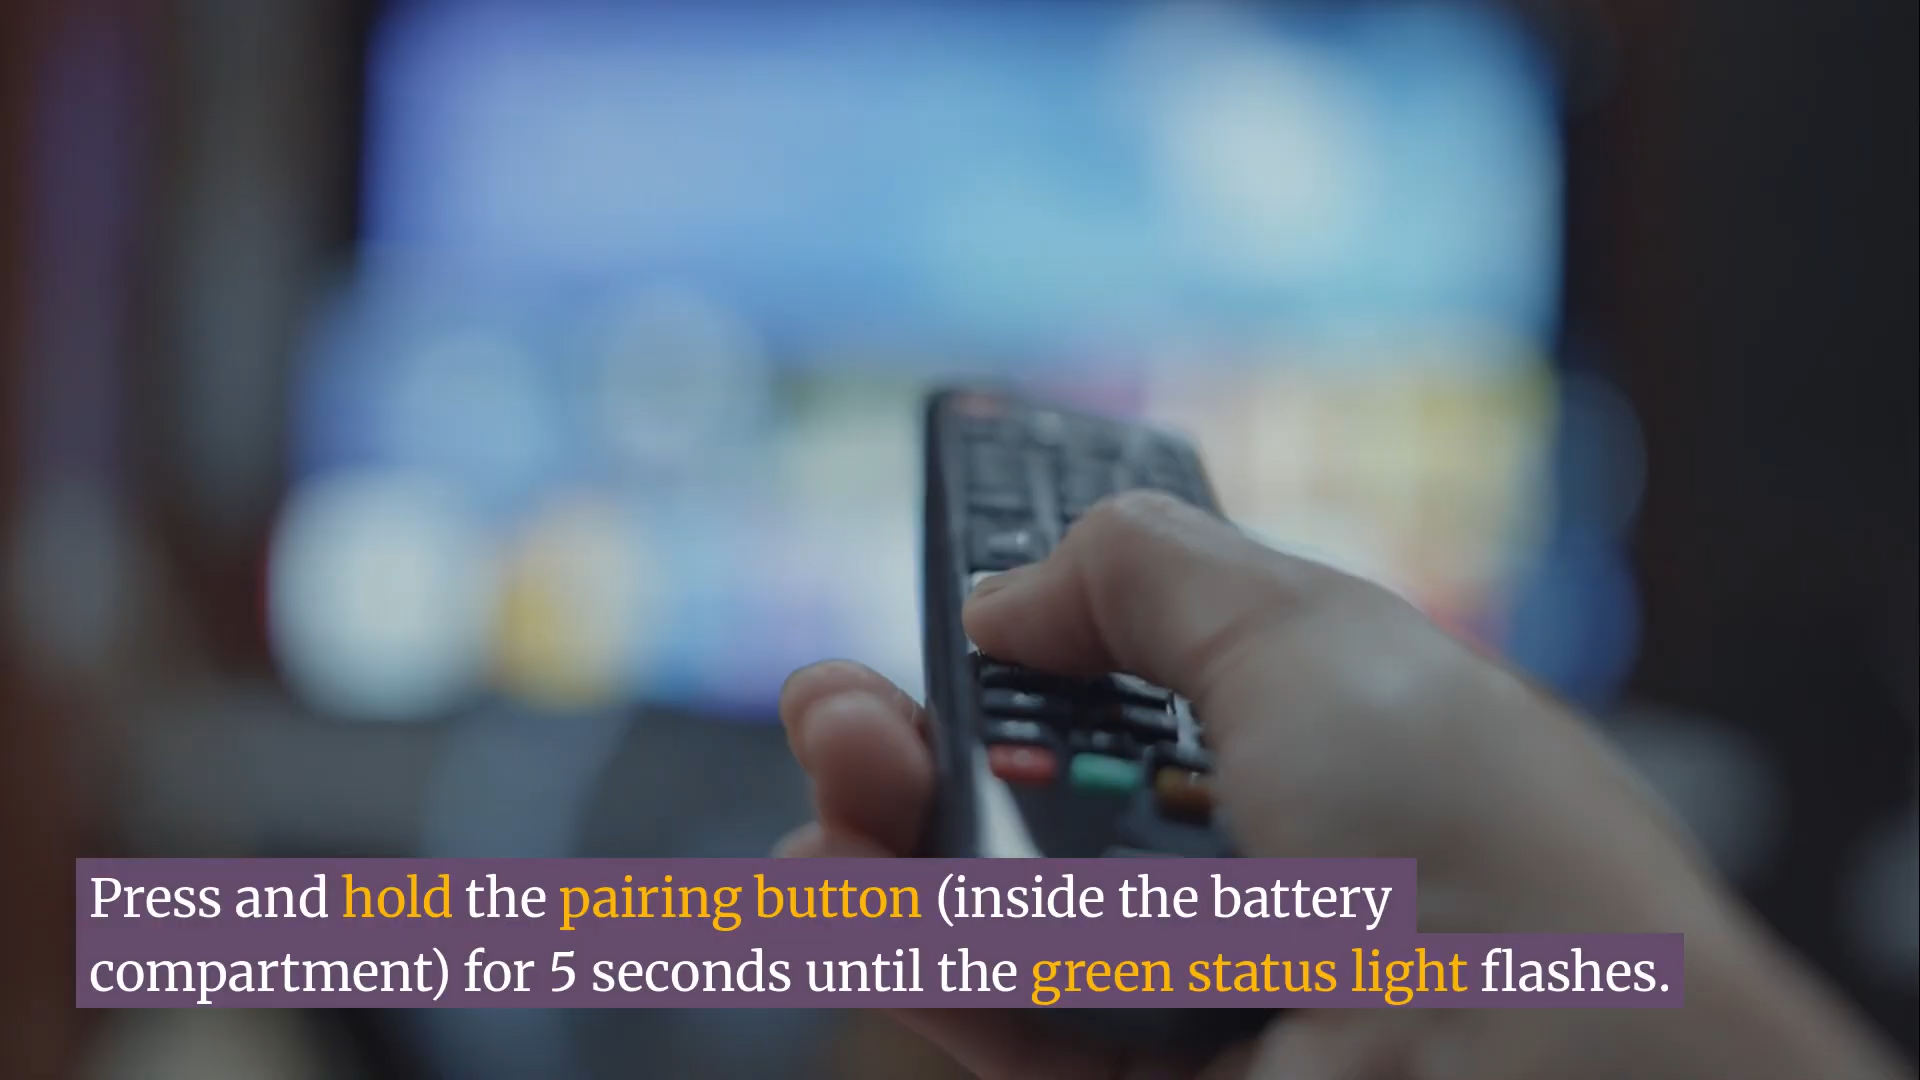 Press and hold the pairing button (inside the battery
compartment) for 5 seconds until the green status light flashes.